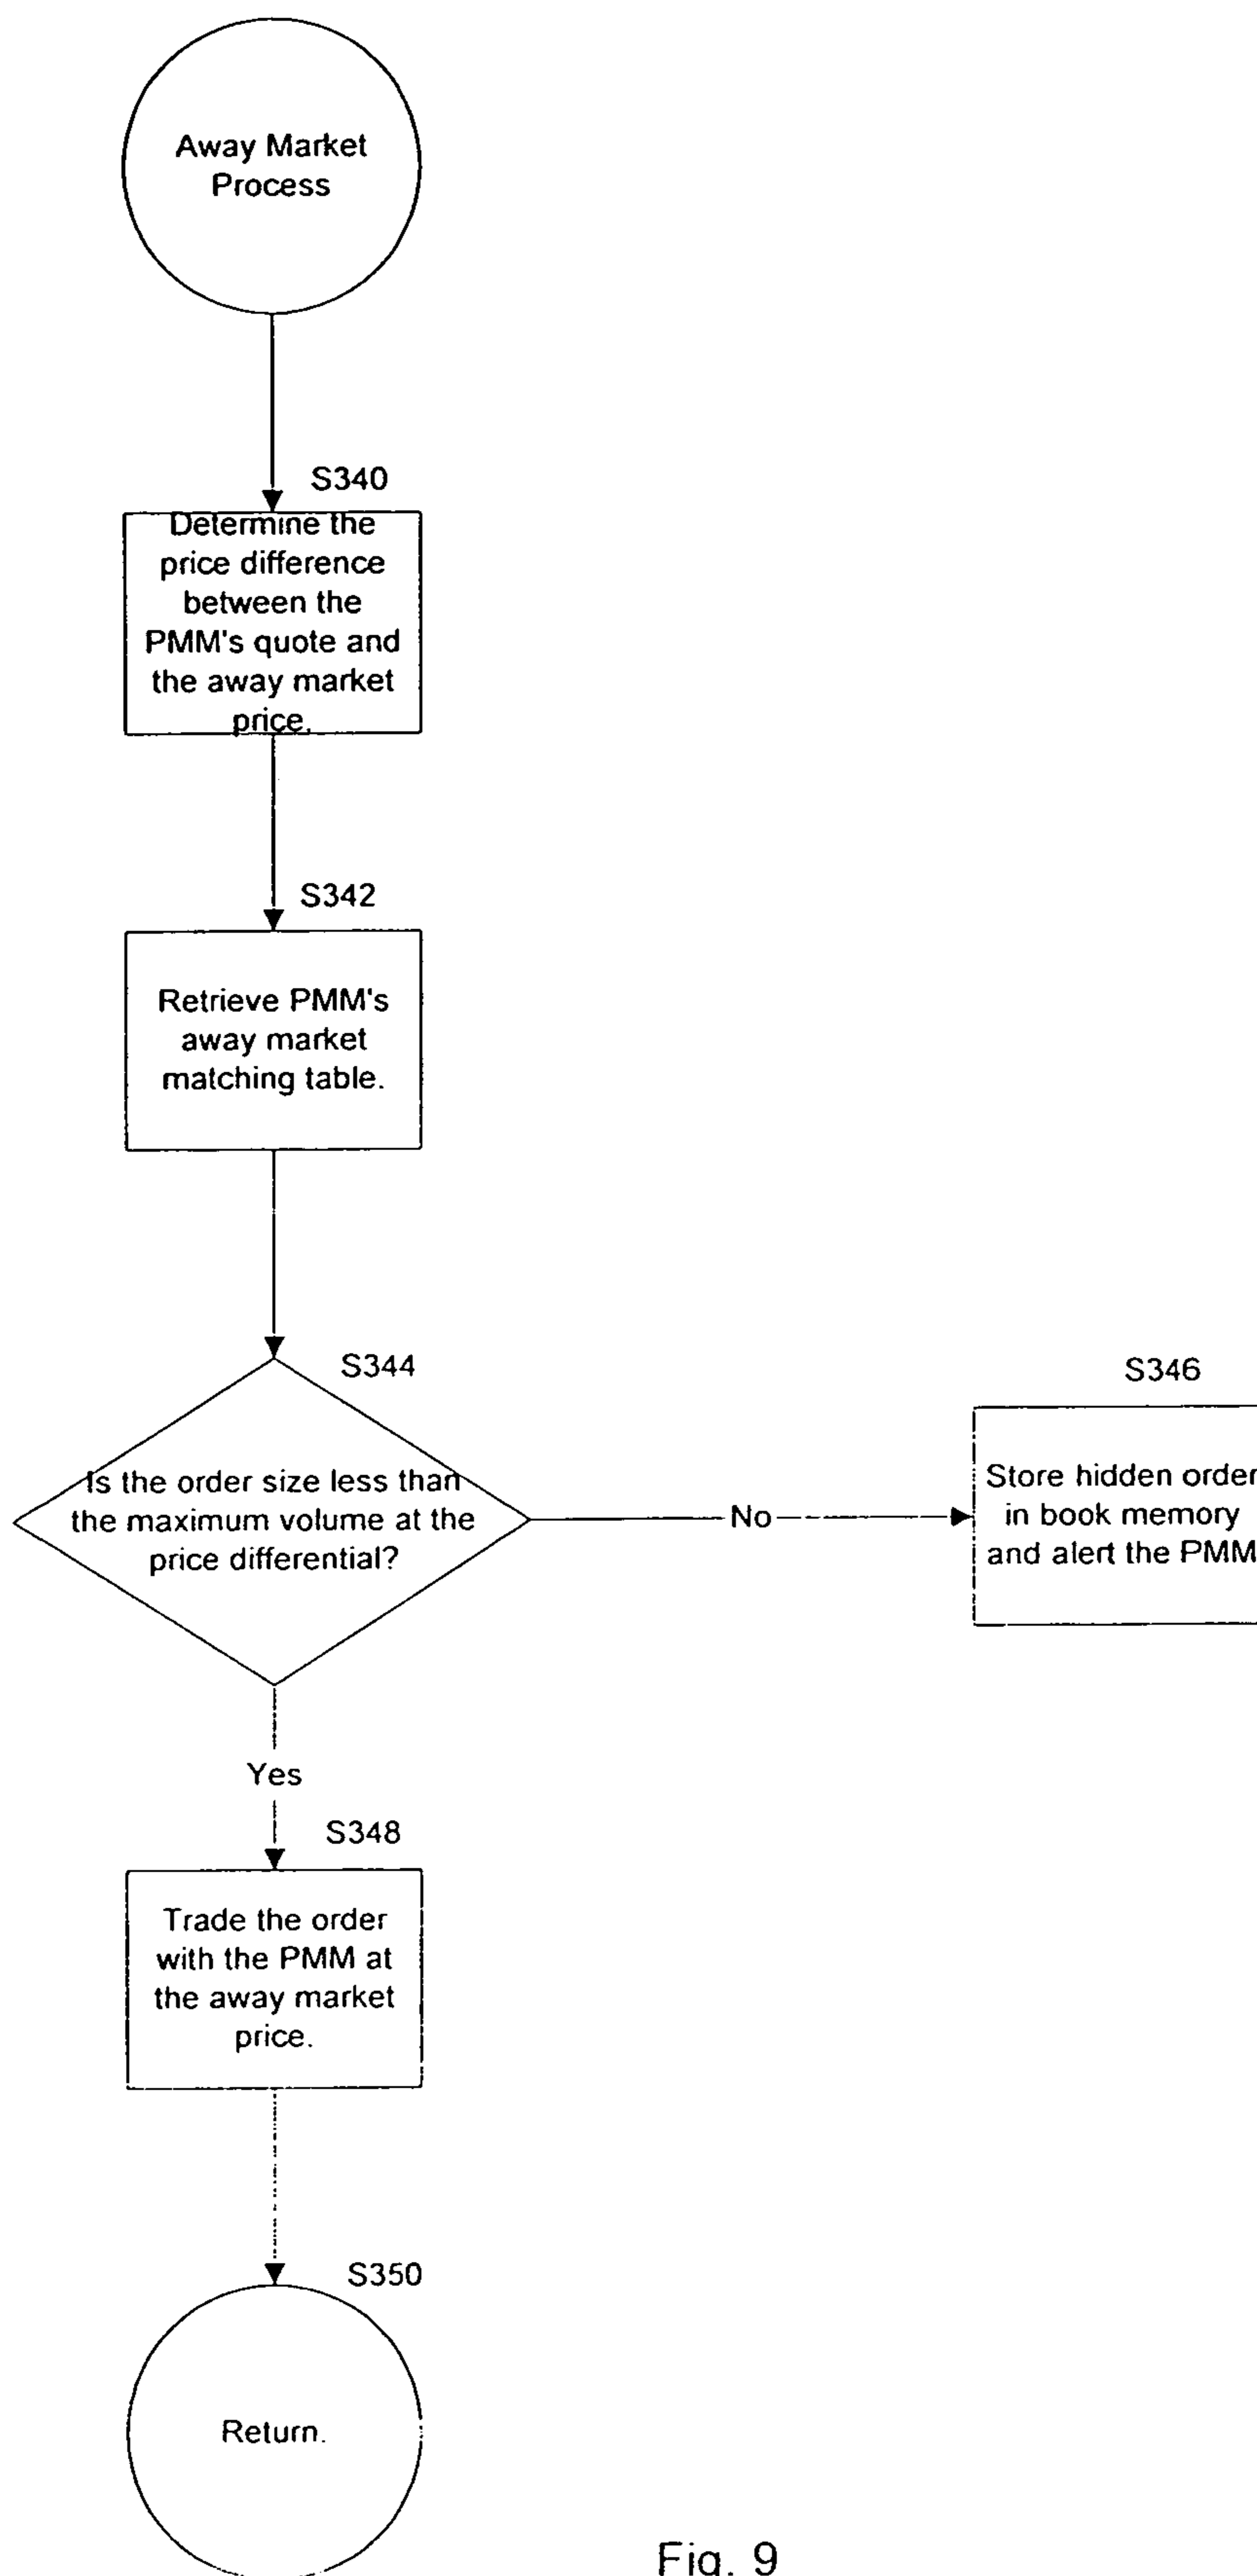 Away Market
Process
S340
Determine the
price difference
between the
PMM's quote and
the away market
price.
S342
Retrieve PMM's
away market
matching table.
S344
Is the order size less than
the maximum volume at the
price differential?
No
S346
Store hidden order
in book memory
and alert the PMM
Yes
S348
Trade the order
with the PMM at
the away market
price.
S350
Return.
Fig. 9